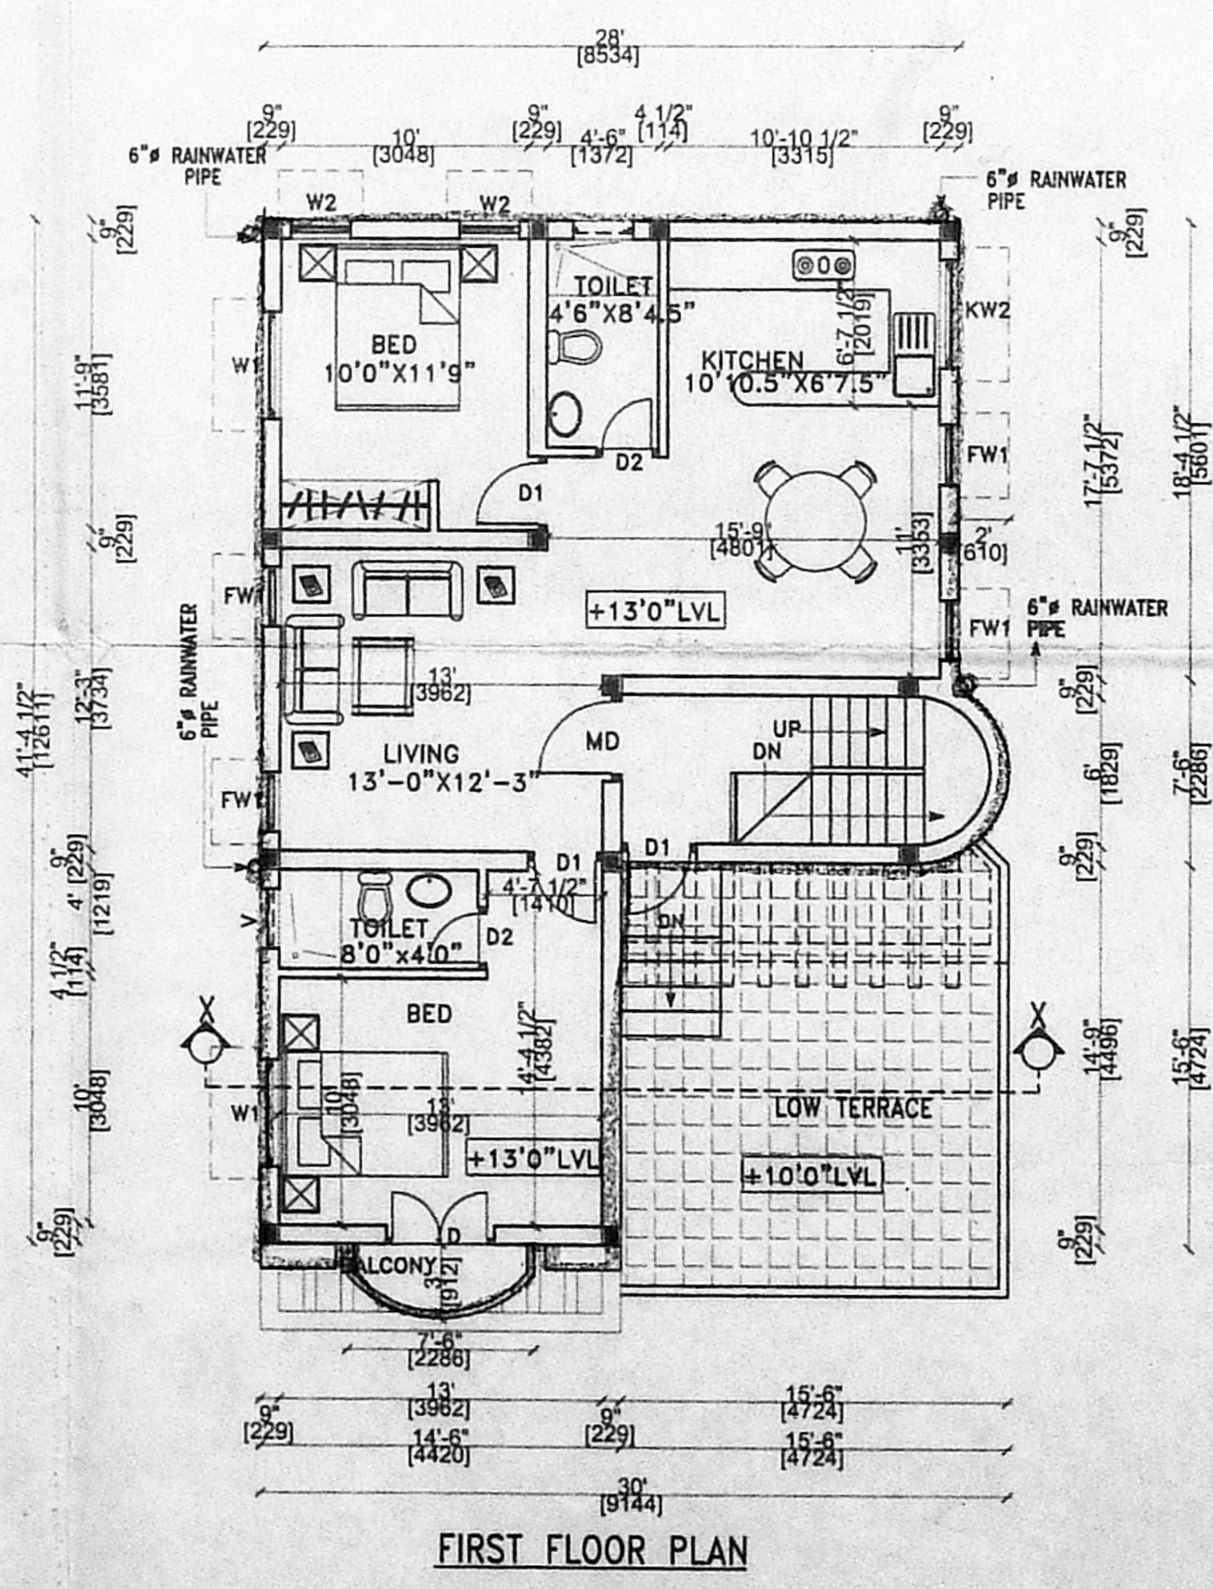 28'
[8534]
9"
[229]
10'
[3048]
9"
[229]
4'-6"
[1372]
4 1/2"
[114]
10'-10 1/2"
[3315]
9"
[229]
6"ø RAINWATER
PIPE
6"ø RAINWATER
PIPE
W2
W2
9"
[229]
9"
[229]
TOILET
4'6"X8'4.5"
KW2
6'-7 1/2"
[2019]
BED
10'0"X11'9"
KITCHEN
10'10.5"X6'7.5"
W1
11'-9"
[3581]
FW1
17'-7 1/2"
[5372]
18'-4 1/2"
[5601]
D2
D1
9"
[229]
15'-9'
[4801]
11'
[3353]
2'
[610]
FW1
+13'0"LVL
FW1
6"ø RAINWATER
PIPE
6"ø RAINWATER
PIPE
13'
[3962]
9"
[229]
12'-3"
[3734]
41'-4 1/2"
[12611]
MD
UP
DN
LIVING
13'-0"X12'-3"
6'
[1829]
7'-6"
[2286]
FW1
9"
[229]
D1
D1
9"
[229]
4'
[1219]
4'-7 1/2"
[1410]
V
TOILET
8'0"x4'0"
D2
DN
4 1/2"
[114]
BED
X
X
14'-4 1/2"
[4382]
14'-9"
[4496]
15'-6"
[4724]
10'
[3048]
W1
10'
[3048]
13'
[3962]
LOW TERRACE
+13'0"LVL
+10'0"LVL
9"
[229]
D
9"
[229]
BALCONY
3'
[912]
7'-6"
[2286]
13'
[3962]
15'-6"
[4724]
9"
[229]
14'-6"
[4420]
9"
[229]
15'-6"
[4724]
30'
[9144]
FIRST FLOOR PLAN